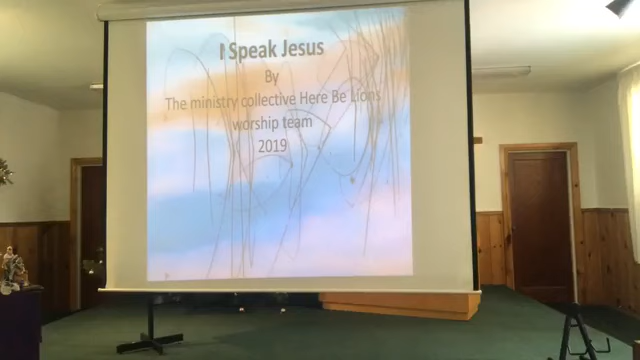 I Speak Jesus
By
The ministry collective Here Be Lions
worship team
2019